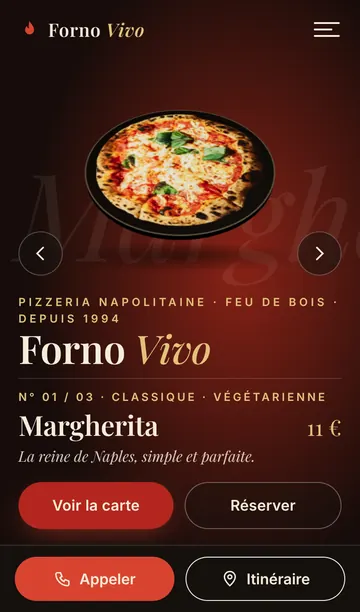 Forno Vivo
Margh
PIZZERIA NAPOLITAINE · FEU DE BOIS ·
DEPUIS 1994
Forno Vivo
N° 01 / 03 · CLASSIQUE · VÉGÉTARIENNE
Margherita 11 €
La reine de Naples, simple et parfaite.
Voir la carte Réserver
Appeler Itinéraire